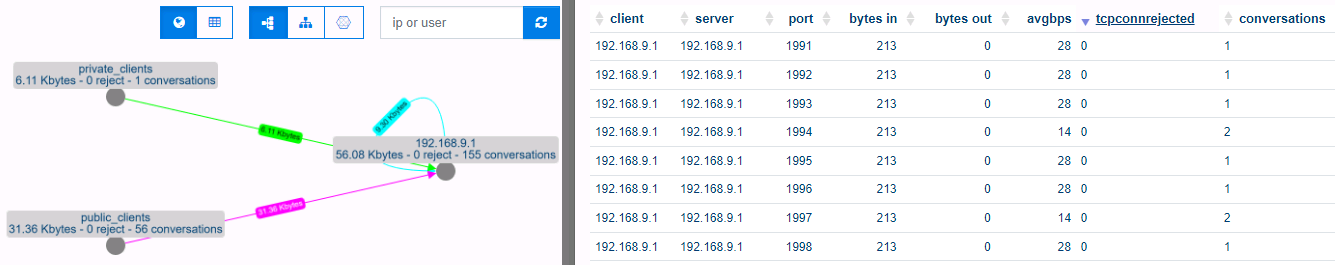 ip or user
private_clients
6.11 Kbytes - 0 reject - 1 conversations
6.11 Kbytes
9.30 Kbytes
192.168.9.1
56.08 Kbytes - 0 reject - 155 conversations
31.36 Kbytes
public_clients
31.36 Kbytes - 0 reject - 56 conversations
client server port bytes in bytes out avgbps tcpconnrejected conversations
192.168.9.1 192.168.9.1 1991 213 0 28 0 1
192.168.9.1 192.168.9.1 1992 213 0 28 0 1
192.168.9.1 192.168.9.1 1993 213 0 28 0 1
192.168.9.1 192.168.9.1 1994 213 0 14 0 2
192.168.9.1 192.168.9.1 1995 213 0 28 0 1
192.168.9.1 192.168.9.1 1996 213 0 28 0 1
192.168.9.1 192.168.9.1 1997 213 0 14 0 2
192.168.9.1 192.168.9.1 1998 213 0 28 0 1